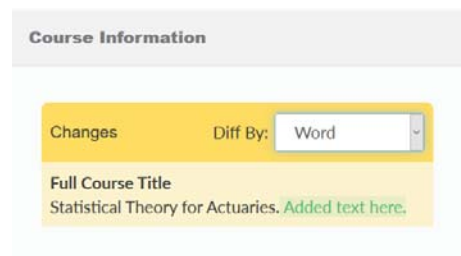 Course Information
Changes Diff By: Word
Full Course Title
Statistical Theory for Actuaries. Added text here.